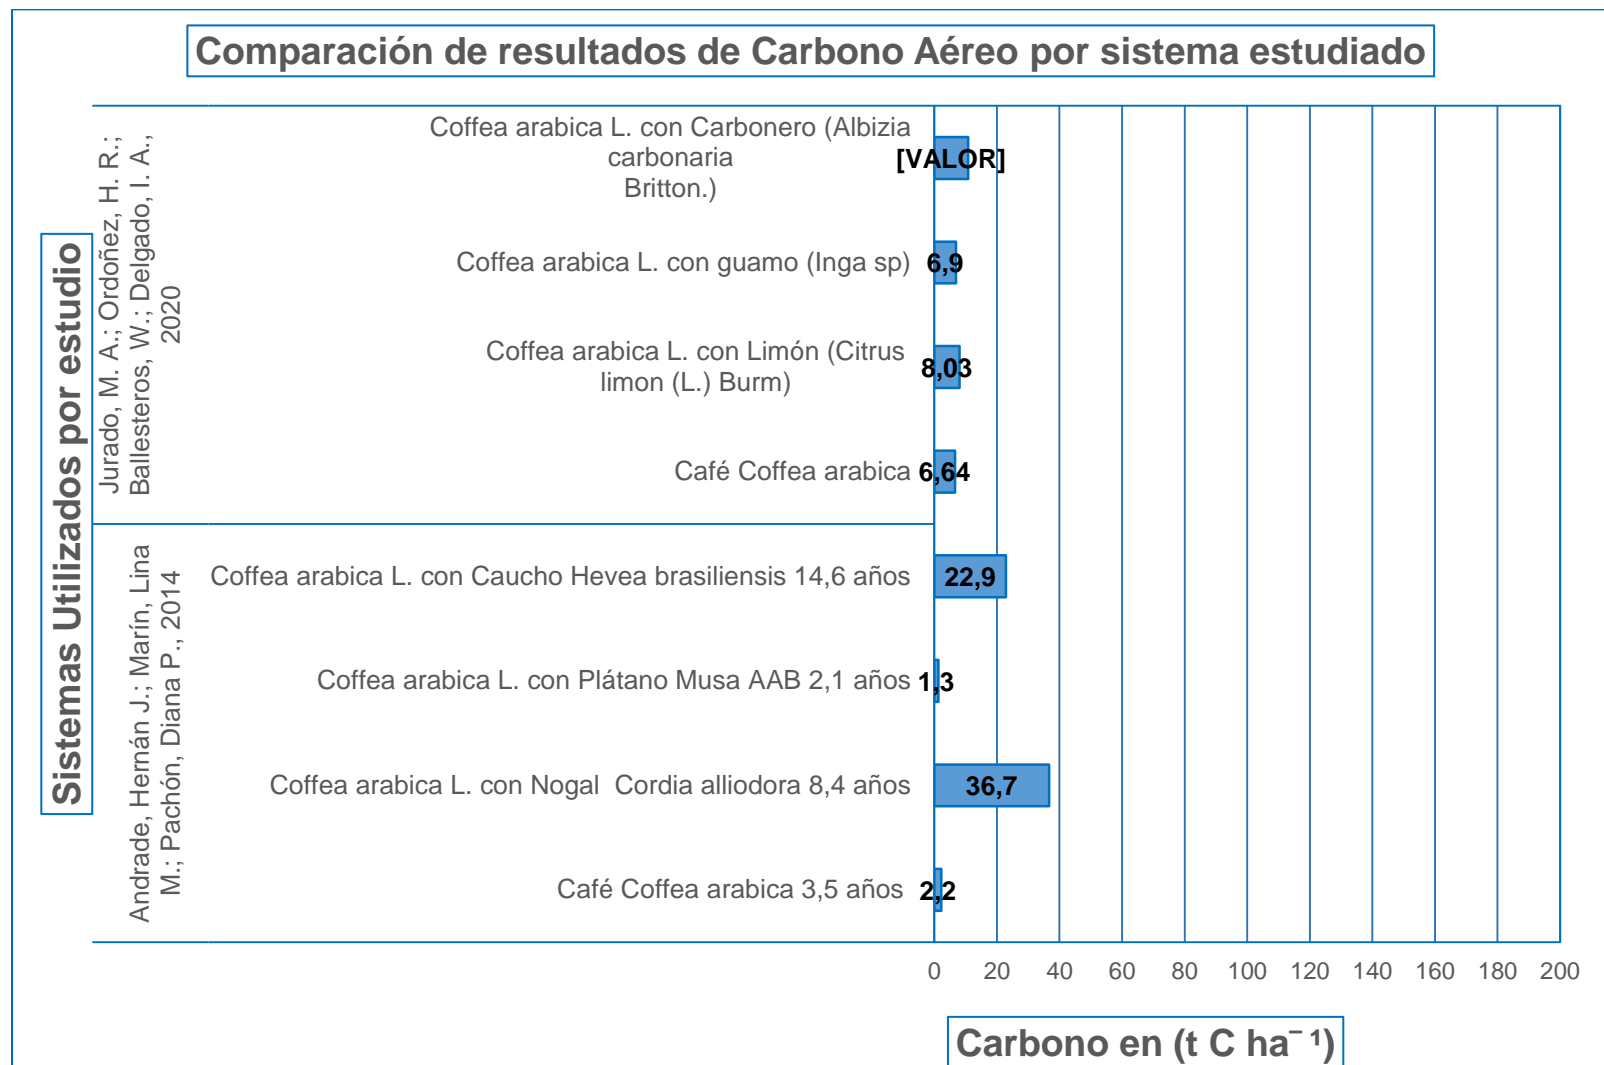 Comparación de resultados de Carbono Aéreo por sistema estudiado
Sistemas Utilizados por estudio
Jurado, M. A.; Ordoñez, H. R.;
Ballesteros, W.; Delgado, I. A.,
2020
Coffea arabica L. con Carbonero (Albizia
carbonaria
Britton.)
[VALOR]
Coffea arabica L. con guamo (Inga sp)
6,9
Coffea arabica L. con Limón (Citrus
limon (L.) Burm)
8,03
Café Coffea arabica
6,64
Andrade, Hernán J.; Marín, Lina
M.; Pachón, Diana P., 2014
Coffea arabica L. con Caucho Hevea brasiliensis 14,6 años
22,9
Coffea arabica L. con Plátano Musa AAB 2,1 años
1,3
Coffea arabica L. con Nogal  Cordia alliodora 8,4 años
36,7
Café Coffea arabica 3,5 años
2,2
0 20 40 60 80 100 120 140 160 180 200
Carbono en (t C ha⁻ ¹)